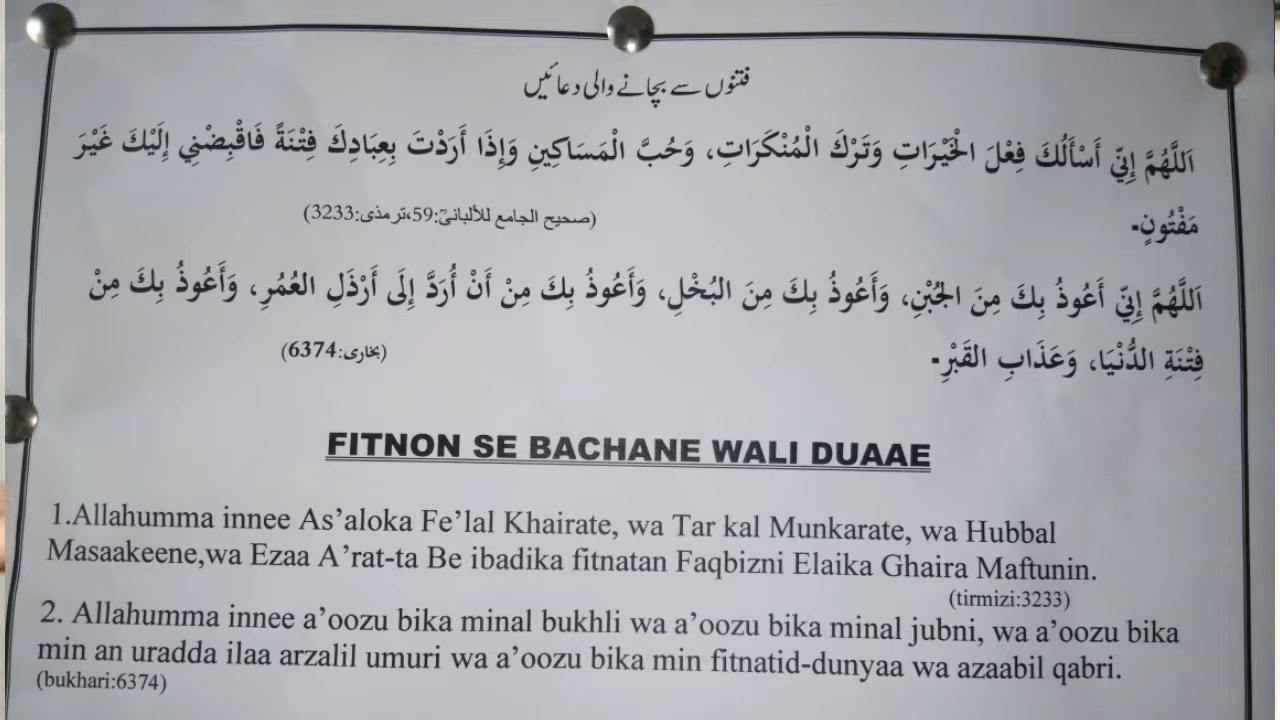 فتنوں سے بچانے والی دعائیں
اَللَّهُمَّ إِنِّي أَسْأَلُكَ فِعْلَ الْخَيْرَاتِ وَتَرْكَ الْمُنْكَرَاتِ، وَحُبَّ الْمَسَاكِينِ وَإِذَا أَرَدْتَ بِعِبَادِكَ فِتْنَةً فَاقْبِضْنِي إِلَيْكَ غَيْرَ
مَفْتُونٍ۔ (صحیح الجامع للألبانیؒ:59،ترمذی:3233)
اَللَّهُمَّ إِنِّي أَعُوذُ بِكَ مِنَ الجُبْنِ، وَأَعُوذُ بِكَ مِنَ البُخْلِ، وَأَعُوذُ بِكَ مِنْ أَنْ أُرَدَّ إِلَى أَرْذَلِ العُمُرِ، وَأَعُوذُ بِكَ مِنْ
فِتْنَةِ الدُّنْيَا، وَعَذَابِ القَبْرِ۔ (بخاری:6374)
FITNON SE BACHANE WALI DUAAE
1.Allahumma innee As’aloka Fe’lal Khairate, wa Tar kal Munkarate, wa Hubbal
Masaakeene,wa Ezaa A’rat-ta Be ibadika fitnatan Faqbizni Elaika Ghaira Maftunin.
(tirmizi:3233)
2. Allahumma innee a’oozu bika minal bukhli wa a’oozu bika minal jubni, wa a’oozu bika
min an uradda ilaa arzalil umuri wa a’oozu bika min fitnatid-dunyaa wa azaabil qabri.
(bukhari:6374)